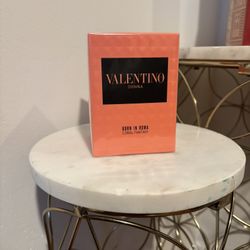 VALENTINO
DONNA
BORN IN ROMA
CORAL FANTASY